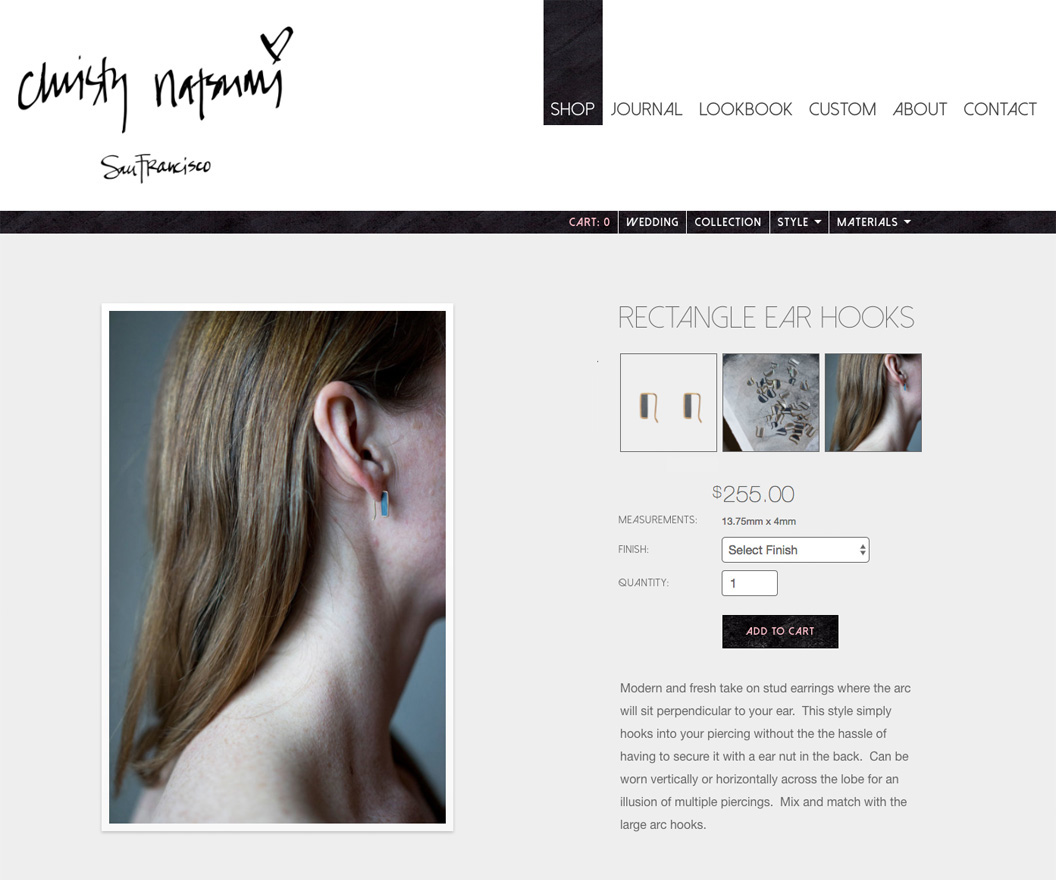 christy natsumi
San Francisco
SHOP JOURNAL LOOKBOOK CUSTOM ABOUT CONTACT
CART: 0 WEDDING COLLECTION STYLE MATERIALS
RECTANGLE EAR HOOKS
$255.00
MEASUREMENTS: 13.75mm x 4mm
FINISH: Select Finish
QUANTITY: 1
ADD TO CART
Modern and fresh take on stud earrings where the arc
will sit perpendicular to your ear.  This style simply
hooks into your piercing without the the hassle of
having to secure it with a ear nut in the back.  Can be
worn vertically or horizontally across the lobe for an
illusion of multiple piercings.  Mix and match with the
large arc hooks.